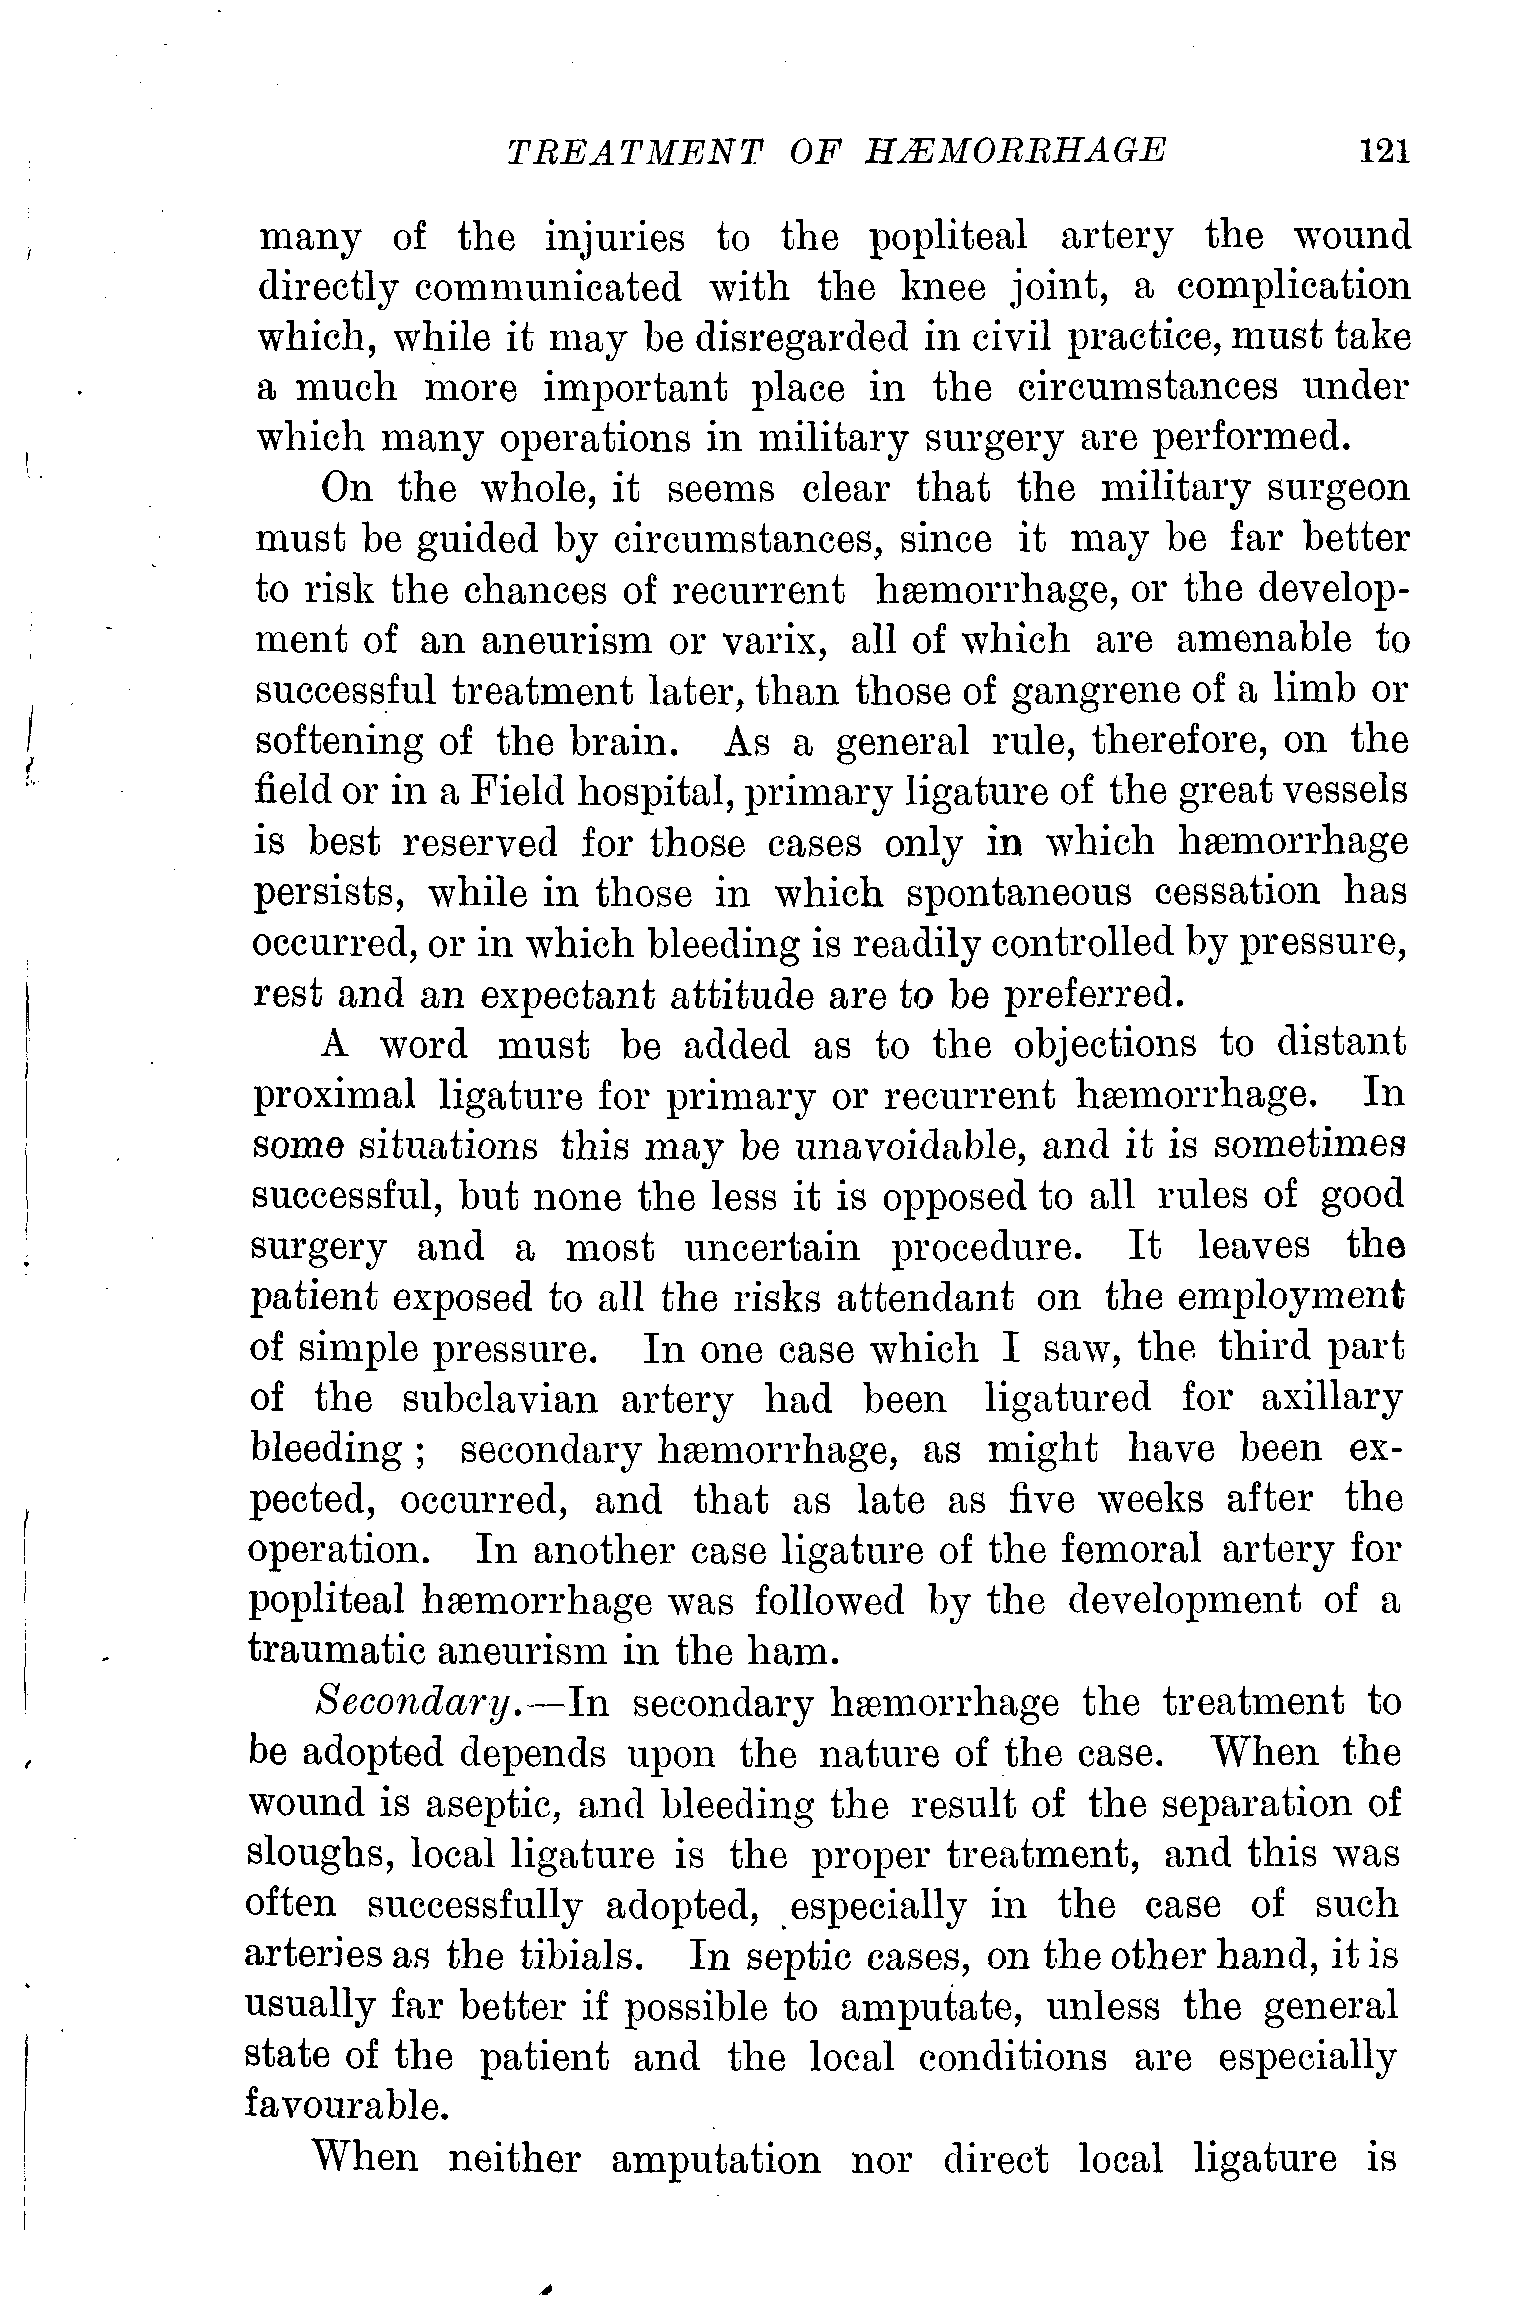 TREATMENT OF HÆMORRHAGE 121
many of the injuries to the popliteal artery the wound
directly communicated with the knee joint, a complication
which, while it may be disregarded in civil practice, must take
a much more important place in the circumstances under
which many operations in military surgery are performed.
On the whole, it seems clear that the military surgeon
must be guided by circumstances, since it may be far better
to risk the chances of recurrent hæmorrhage, or the develop-
ment of an aneurism or varix, all of which are amenable to
successful treatment later, than those of gangrene of a limb or
softening of the brain. As a general rule, therefore, on the
field or in a Field hospital, primary ligature of the great vessels
is best reserved for those cases only in which hæmorrhage
persists, while in those in which spontaneous cessation has
occurred, or in which bleeding is readily controlled by pressure,
rest and an expectant attitude are to be preferred.
A word must be added as to the objections to distant
proximal ligature for primary or recurrent hæmorrhage. In
some situations this may be unavoidable, and it is sometimes
successful, but none the less it is opposed to all rules of good
surgery and a most uncertain procedure. It leaves the
patient exposed to all the risks attendant on the employment
of simple pressure. In one case which I saw, the third part
of the subclavian artery had been ligatured for axillary
bleeding ; secondary hæmorrhage, as might have been ex-
pected, occurred, and that as late as five weeks after the
operation. In another case ligature of the femoral artery for
popliteal hæmorrhage was followed by the development of a
traumatic aneurism in the ham.
Secondary.—In secondary hæmorrhage the treatment to
be adopted depends upon the nature of the case. When the
wound is aseptic, and bleeding the result of the separation of
sloughs, local ligature is the proper treatment, and this was
often successfully adopted, especially in the case of such
arteries as the tibials. In septic cases, on the other hand, it is
usually far better if possible to amputate, unless the general
state of the patient and the local conditions are especially
favourable.
When neither amputation nor direct local ligature is